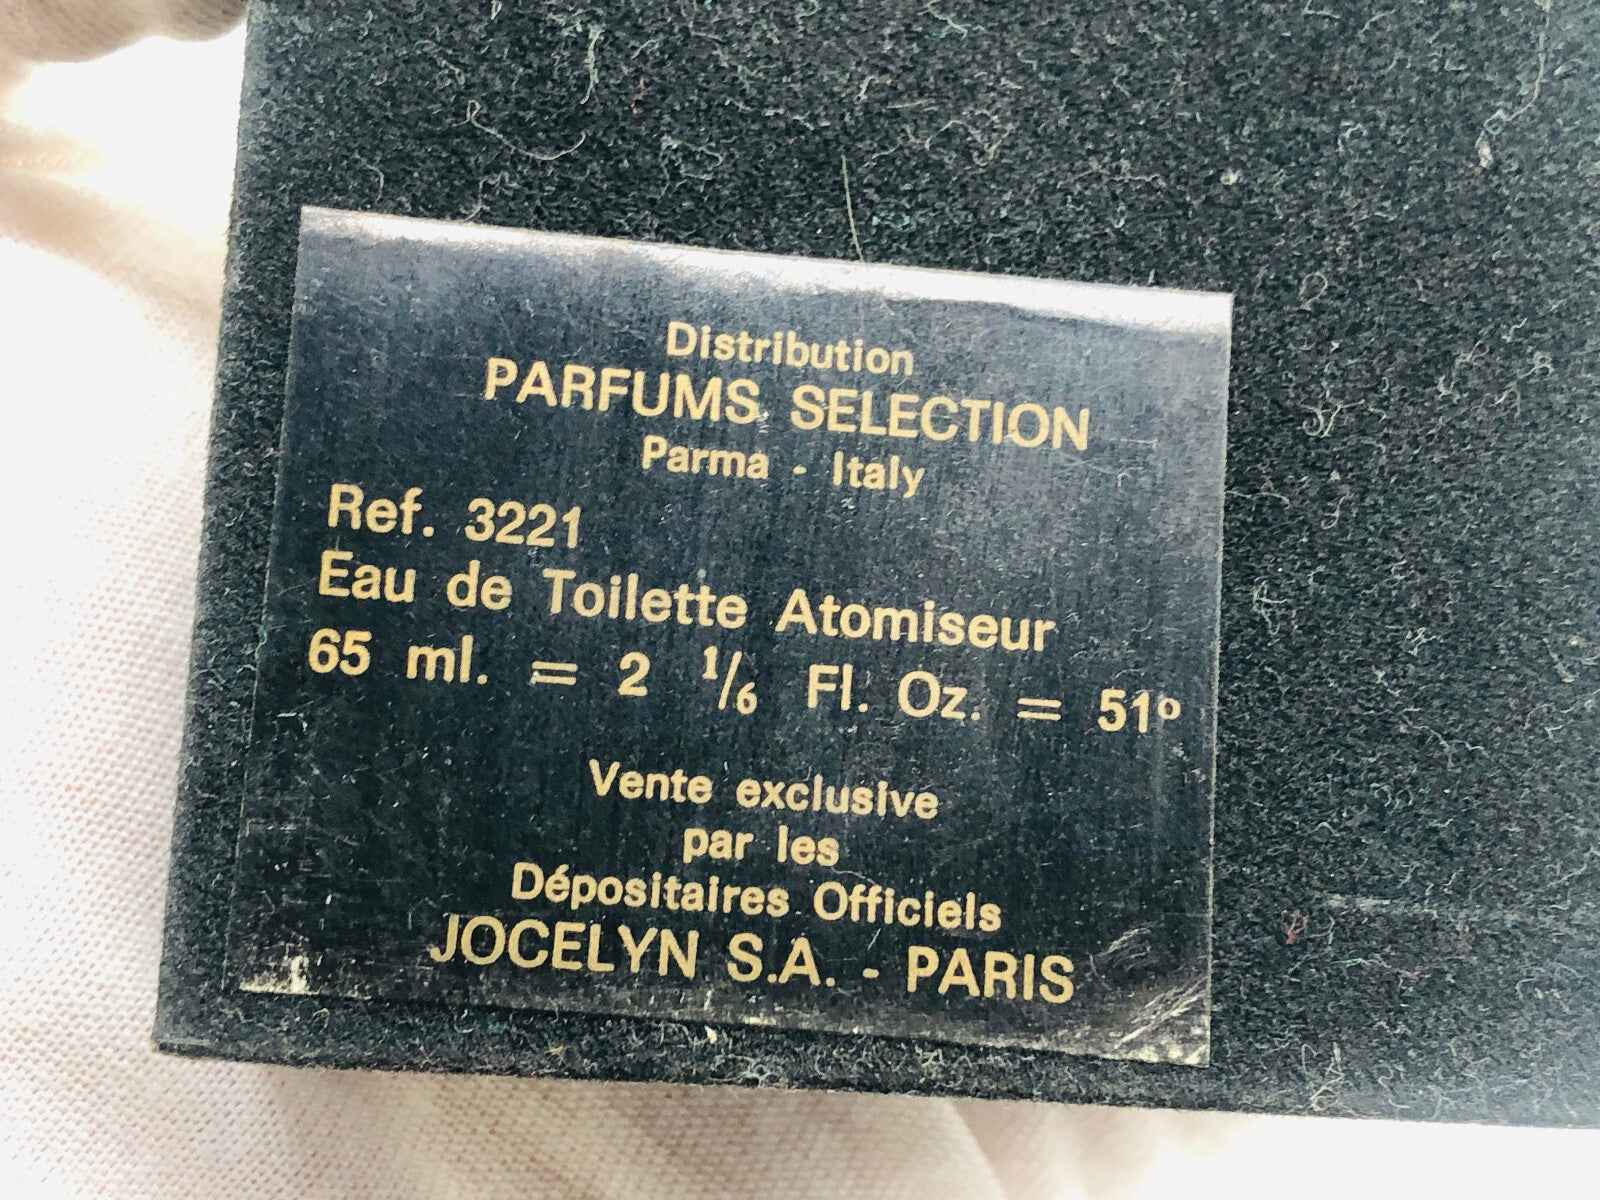 Distribution
PARFUMS SELECTION
Parma - Italy
Ref. 3221
Eau de Toilette Atomiseur
65 ml. = 2 1/6 Fl. Oz. = 51º
Vente exclusive
par les
Dépositaires Officiels
JOCELYN S.A. - PARIS